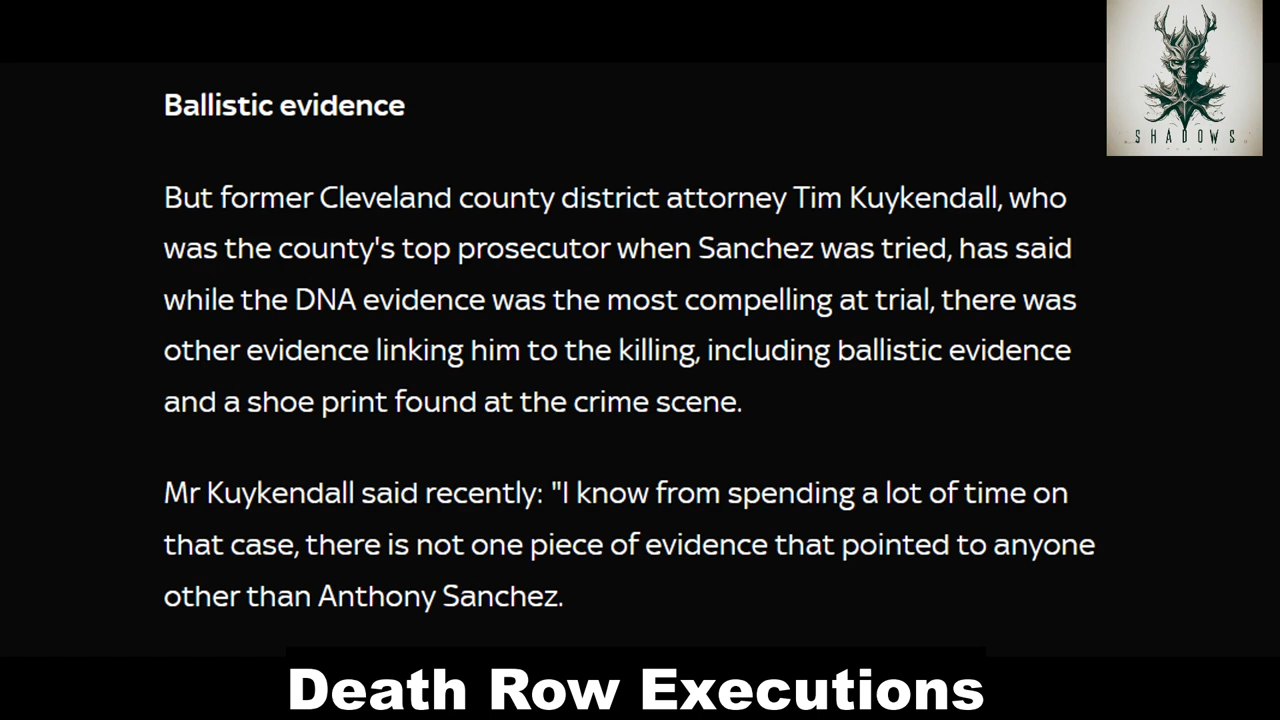 SHADOWS
Ballistic evidence
But former Cleveland county district attorney Tim Kuykendall, who
was the county's top prosecutor when Sanchez was tried, has said
while the DNA evidence was the most compelling at trial, there was
other evidence linking him to the killing, including ballistic evidence
and a shoe print found at the crime scene.
Mr Kuykendall said recently: "I know from spending a lot of time on
that case, there is not one piece of evidence that pointed to anyone
other than Anthony Sanchez.
Death Row Executions